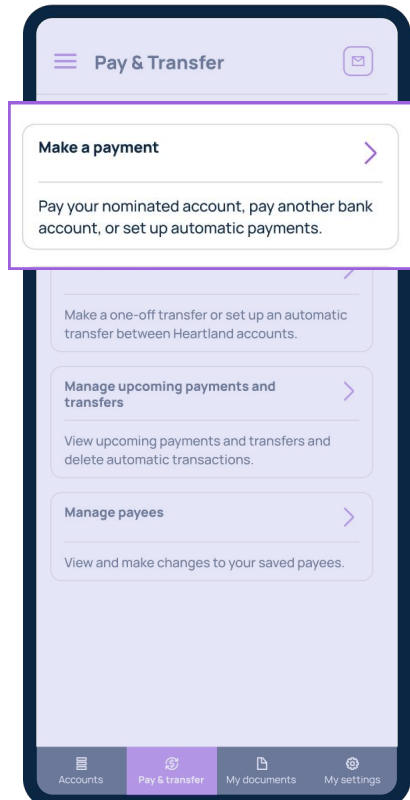 Pay & Transfer
Make a payment
Pay your nominated account, pay another bank
account, or set up automatic payments.
Make a one-off transfer or set up an automatic
transfer between Heartland accounts.
Manage upcoming payments and
transfers
View upcoming payments and transfers and
delete automatic transactions.
Manage payees
View and make changes to your saved payees.
Accounts
Pay & transfer
My documents
My settings